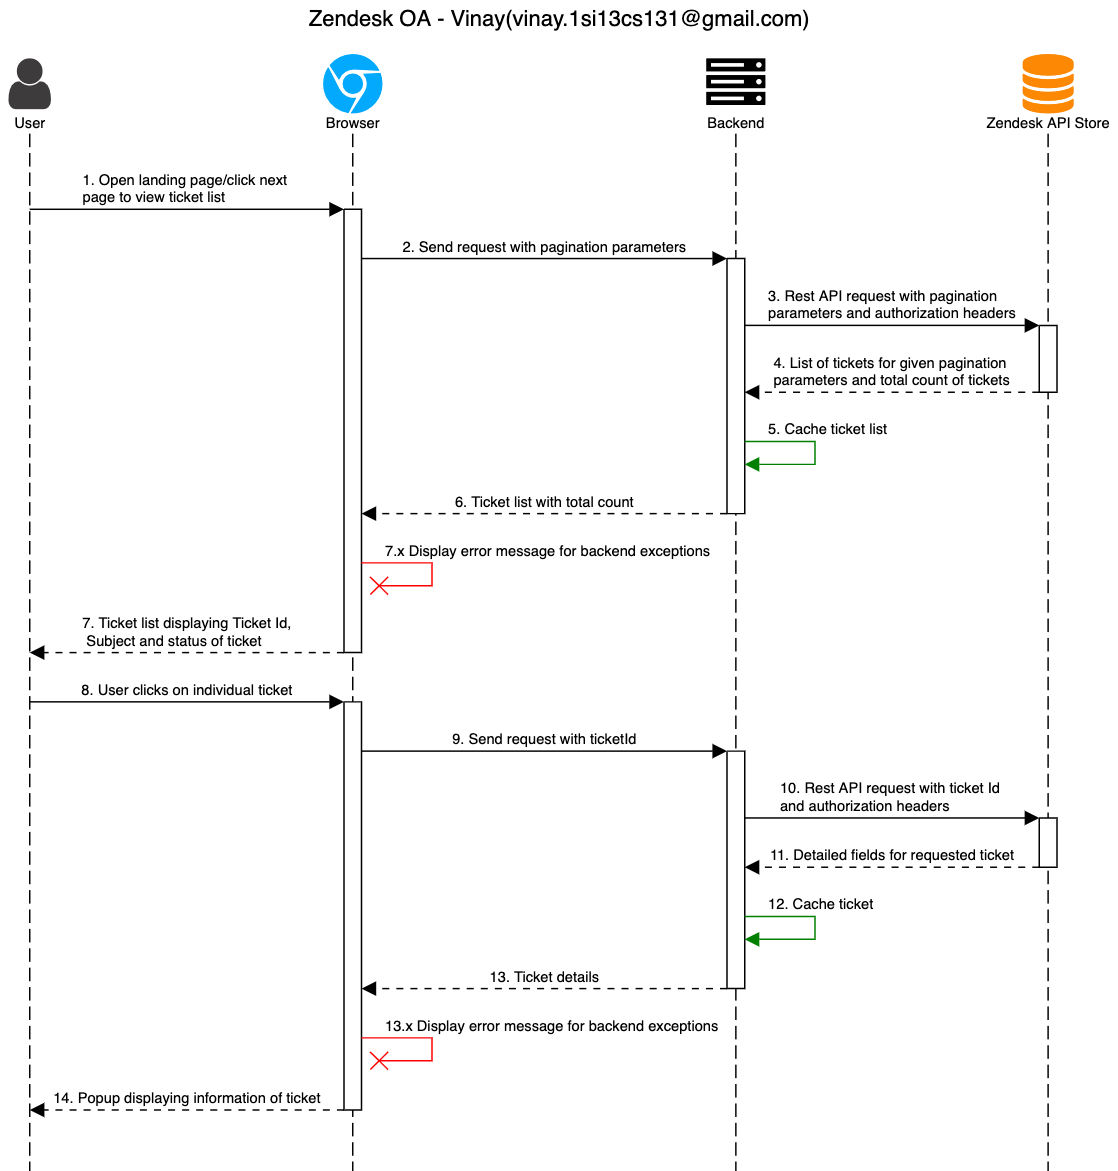 Zendesk OA - Vinay(vinay.1si13cs131@gmail.com)
User
Browser
Backend
Zendesk API Store
1. Open landing page/click next
page to view ticket list
2. Send request with pagination parameters
3. Rest API request with pagination
parameters and authorization headers
4. List of tickets for given pagination
parameters and total count of tickets
5. Cache ticket list
6. Ticket list with total count
7.x Display error message for backend exceptions
7. Ticket list displaying Ticket Id,
Subject and status of ticket
8. User clicks on individual ticket
9. Send request with ticketId
10. Rest API request with ticket Id
and authorization headers
11. Detailed fields for requested ticket
12. Cache ticket
13. Ticket details
13.x Display error message for backend exceptions
14. Popup displaying information of ticket